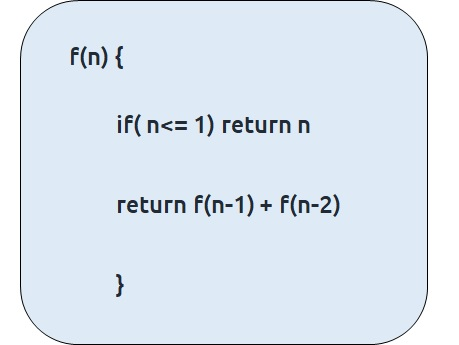 f(n) {
if( n<= 1) return n
return f(n-1) + f(n-2)
}